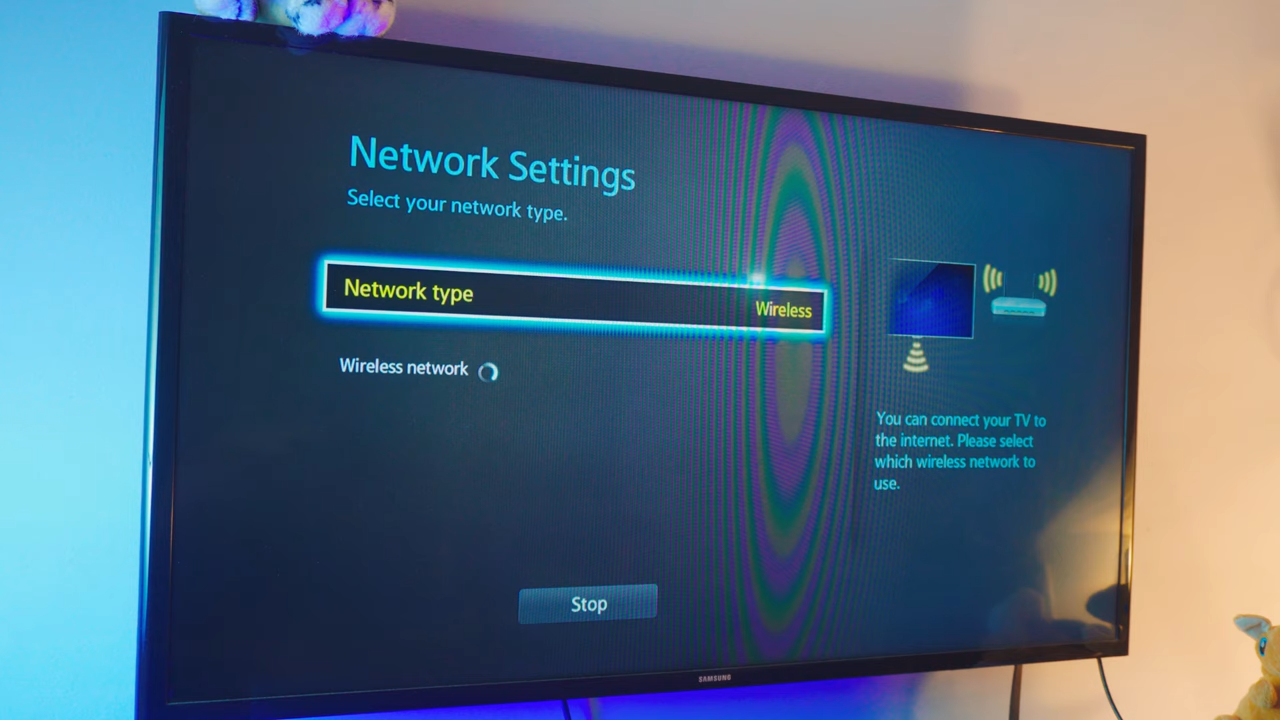 Network Settings
Select your network type.
Network type
Wireless
Wireless network
You can connect your TV to
the internet. Please select
which wireless network to
use.
Stop
SAMSUNG